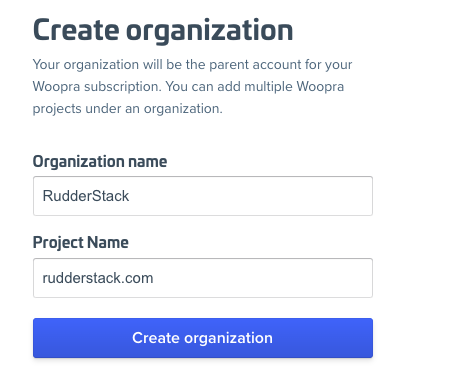 Create organization
Your organization will be the parent account for your
Woopra subscription. You can add multiple Woopra
projects under an organization.
Organization name
RudderStack
Project Name
rudderstack.com
Create organization